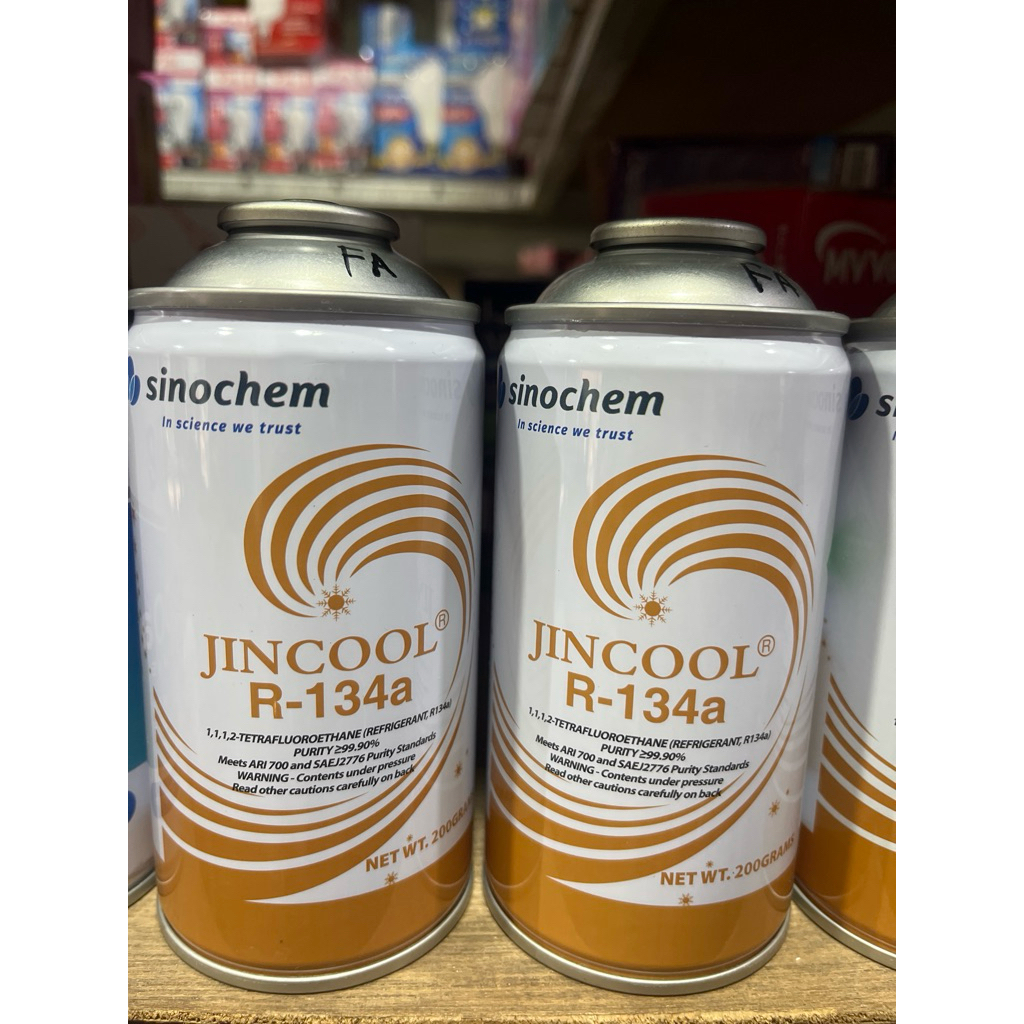 FA
sinochem
In science we trust
JINCOOL®
R-134a
1,1,1,2-TETRAFLUOROETHANE (REFRIGERANT, R134a)
PURITY ≥99.90%
Meets ARI 700 and SAEJ2776 Purity Standards
WARNING - Contents under pressure
Read other cautions carefully on back
NET WT. 200GRA
FA
sinochem
In science we trust
JINCOOL®
R-134a
1,1,1,2-TETRAFLUOROETHANE (REFRIGERANT, R134a)
PURITY ≥99.90%
Meets ARI 700 and SAEJ2776 Purity Standards
WARNING - Contents under pressure
Read other cautions carefully on back
NET WT. 200GRAMS